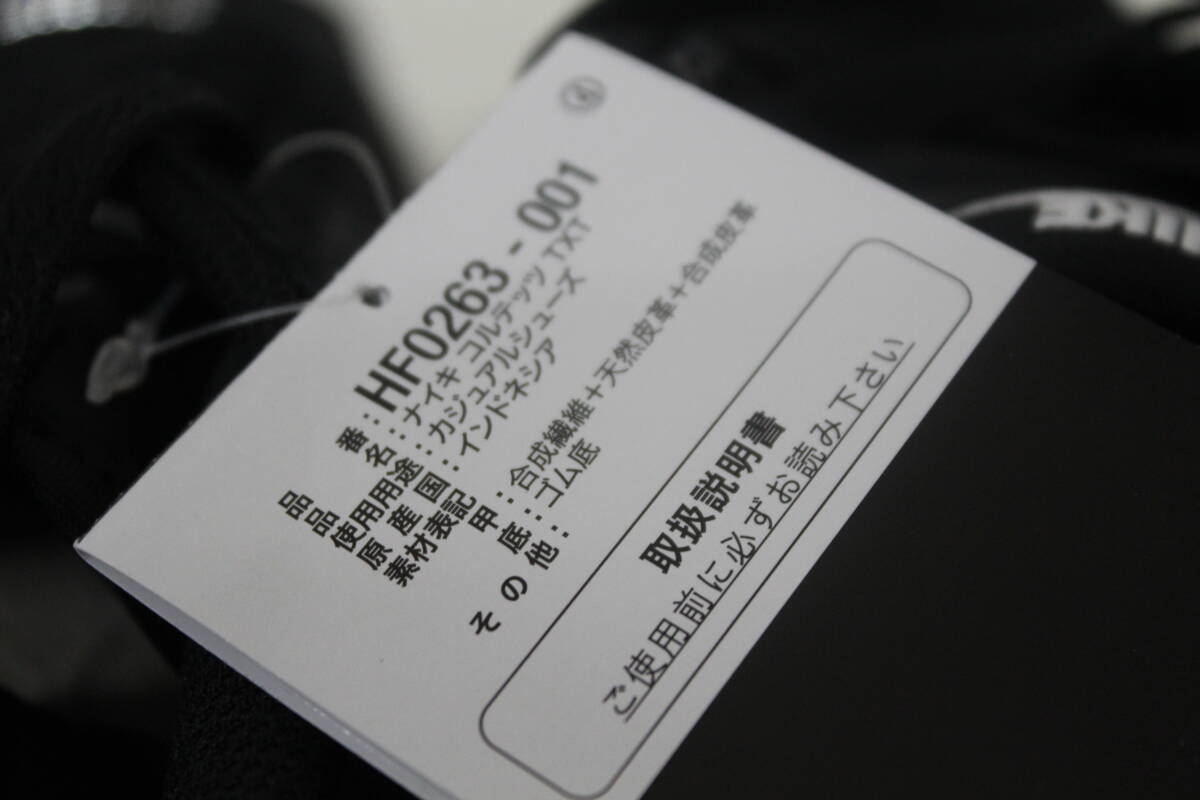 ④
品　番：HF0263-001
品　名：ナイキ コルテッツ TXT
使用用途：カジュアルシューズ
原 産 国：インドネシア
素材表記　甲：合成繊維＋天然皮革＋合成皮革
底：ゴム底
その他：
取扱説明書
ご使用前に必ずお読み下さい
NIKE